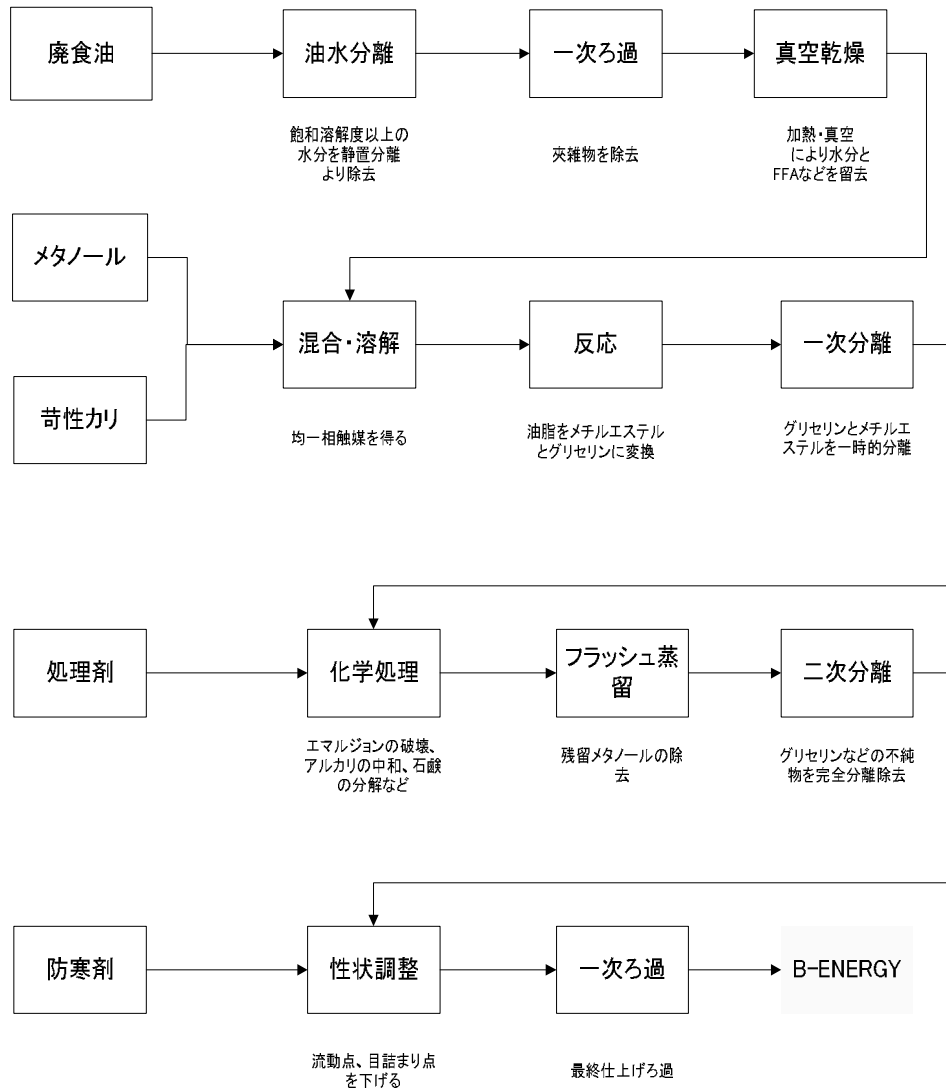 廃食油
油水分離
一次ろ過
真空乾燥
飽和溶解度以上の
水分を静置分離
より除去
夾雑物を除去
加熱・真空
により水分と
FFAなどを留去
メタノール
苛性カリ
混合・溶解
反応
一次分離
均一相触媒を得る
油脂をメチルエステル
とグリセリンに変換
グリセリンとメチルエ
ステルを一時的分離
処理剤
化学処理
フラッシュ蒸
留
二次分離
エマルジョンの破壊、
アルカリの中和、石鹸
の分解など
残留メタノールの除
去
グリセリンなどの不純
物を完全分離除去
防寒剤
性状調整
一次ろ過
B-ENERGY
流動点、目詰まり点
を下げる
最終仕上げろ過